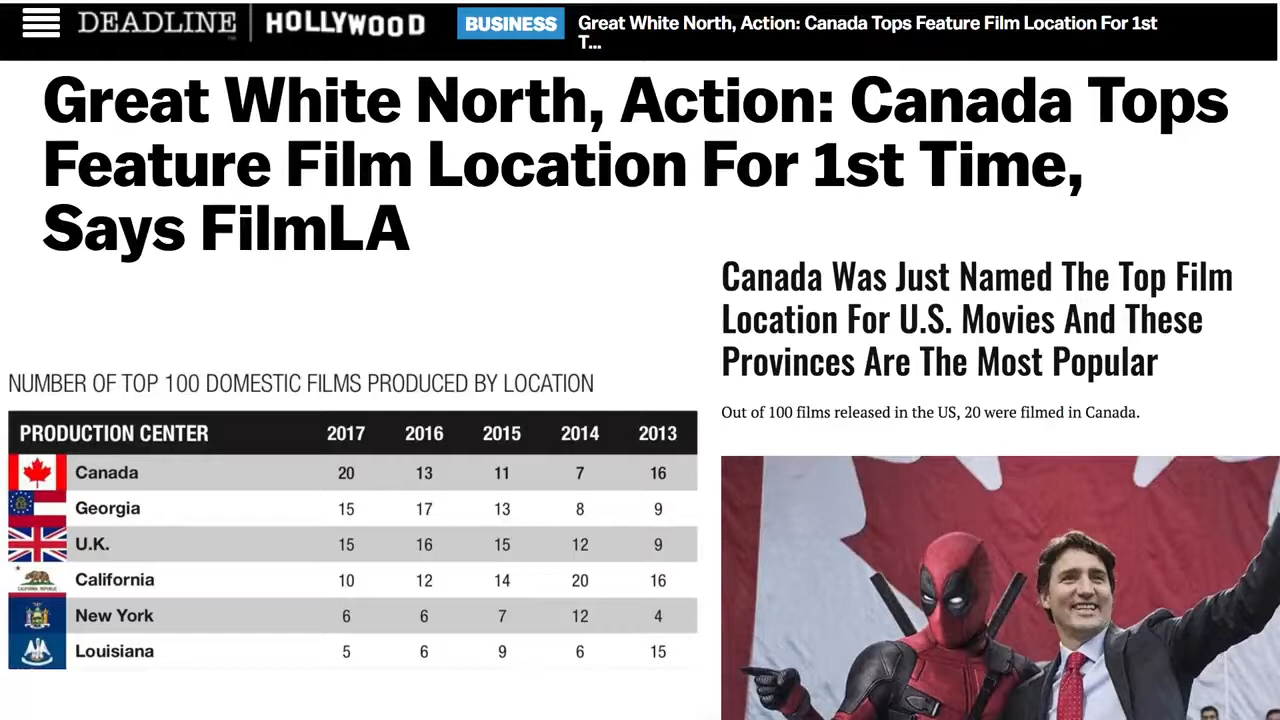 DEADLINE | HOLLYWOOD
BUSINESS
Great White North, Action: Canada Tops Feature Film Location For 1st
T...
Great White North, Action: Canada Tops
Feature Film Location For 1st Time,
Says FilmLA
Canada Was Just Named The Top Film
Location For U.S. Movies And These
Provinces Are The Most Popular
Out of 100 films released in the US, 20 were filmed in Canada.
NUMBER OF TOP 100 DOMESTIC FILMS PRODUCED BY LOCATION
PRODUCTION CENTER 2017 2016 2015 2014 2013
Canada 20 13 11 7 16
Georgia 15 17 13 8 9
U.K. 15 16 15 12 9
California 10 12 14 20 16
New York 6 6 7 12 4
Louisiana 5 6 9 6 15